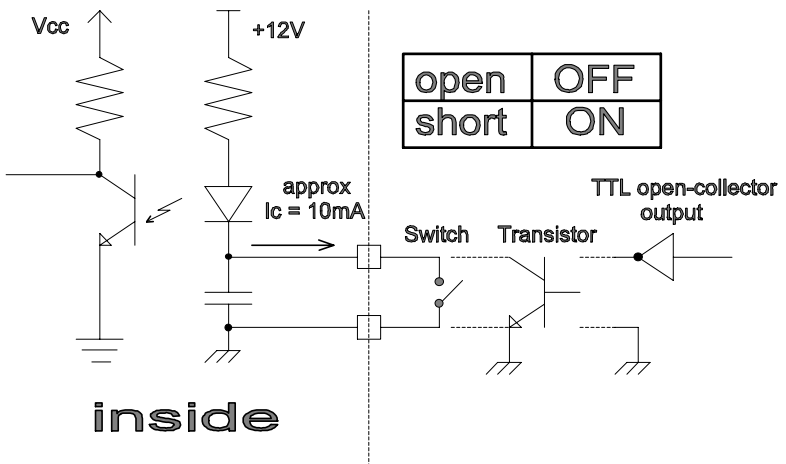 Vcc
+12V
open OFF
short ON
approx
Ic = 10mA
TTL open-collector
output
Switch
Transistor
inside